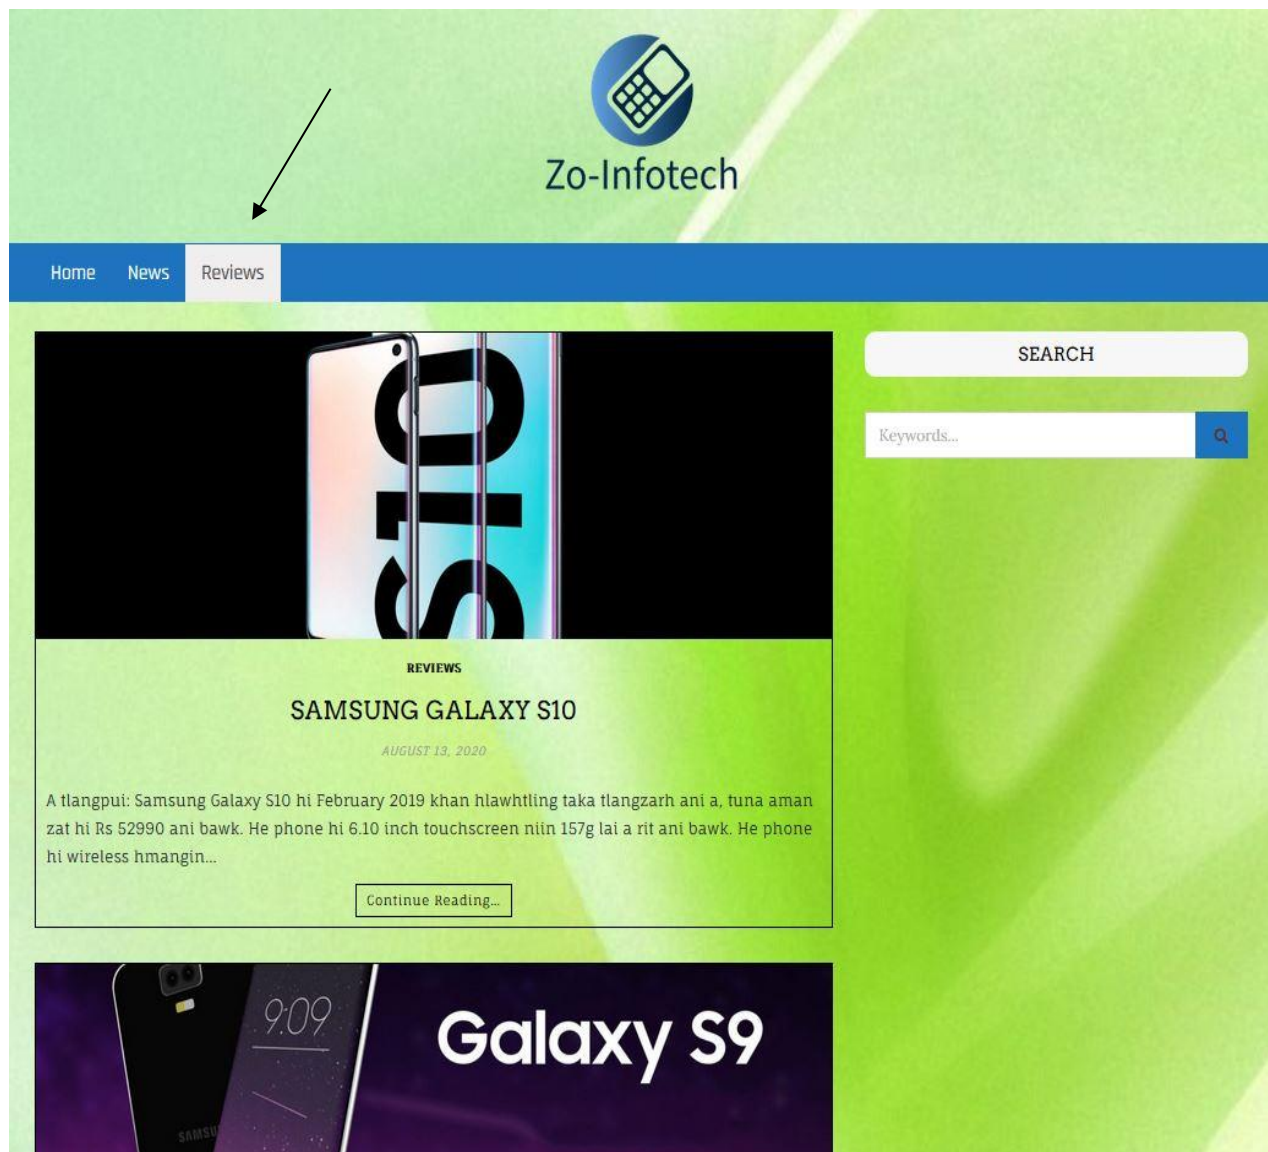 Zo-Infotech
Home News Reviews
S10
SEARCH
Keywords...
REVIEWS
SAMSUNG GALAXY S10
AUGUST 13, 2020
A tlangpui: Samsung Galaxy S10 hi February 2019 khan hlawhtling taka tlangzarh ani a, tuna aman
zat hi Rs 52990 ani bawk. He phone hi 6.10 inch touchscreen niin 157g lai a rit ani bawk. He phone
hi wireless hmangin...
Continue Reading...
9:09
Galaxy S9